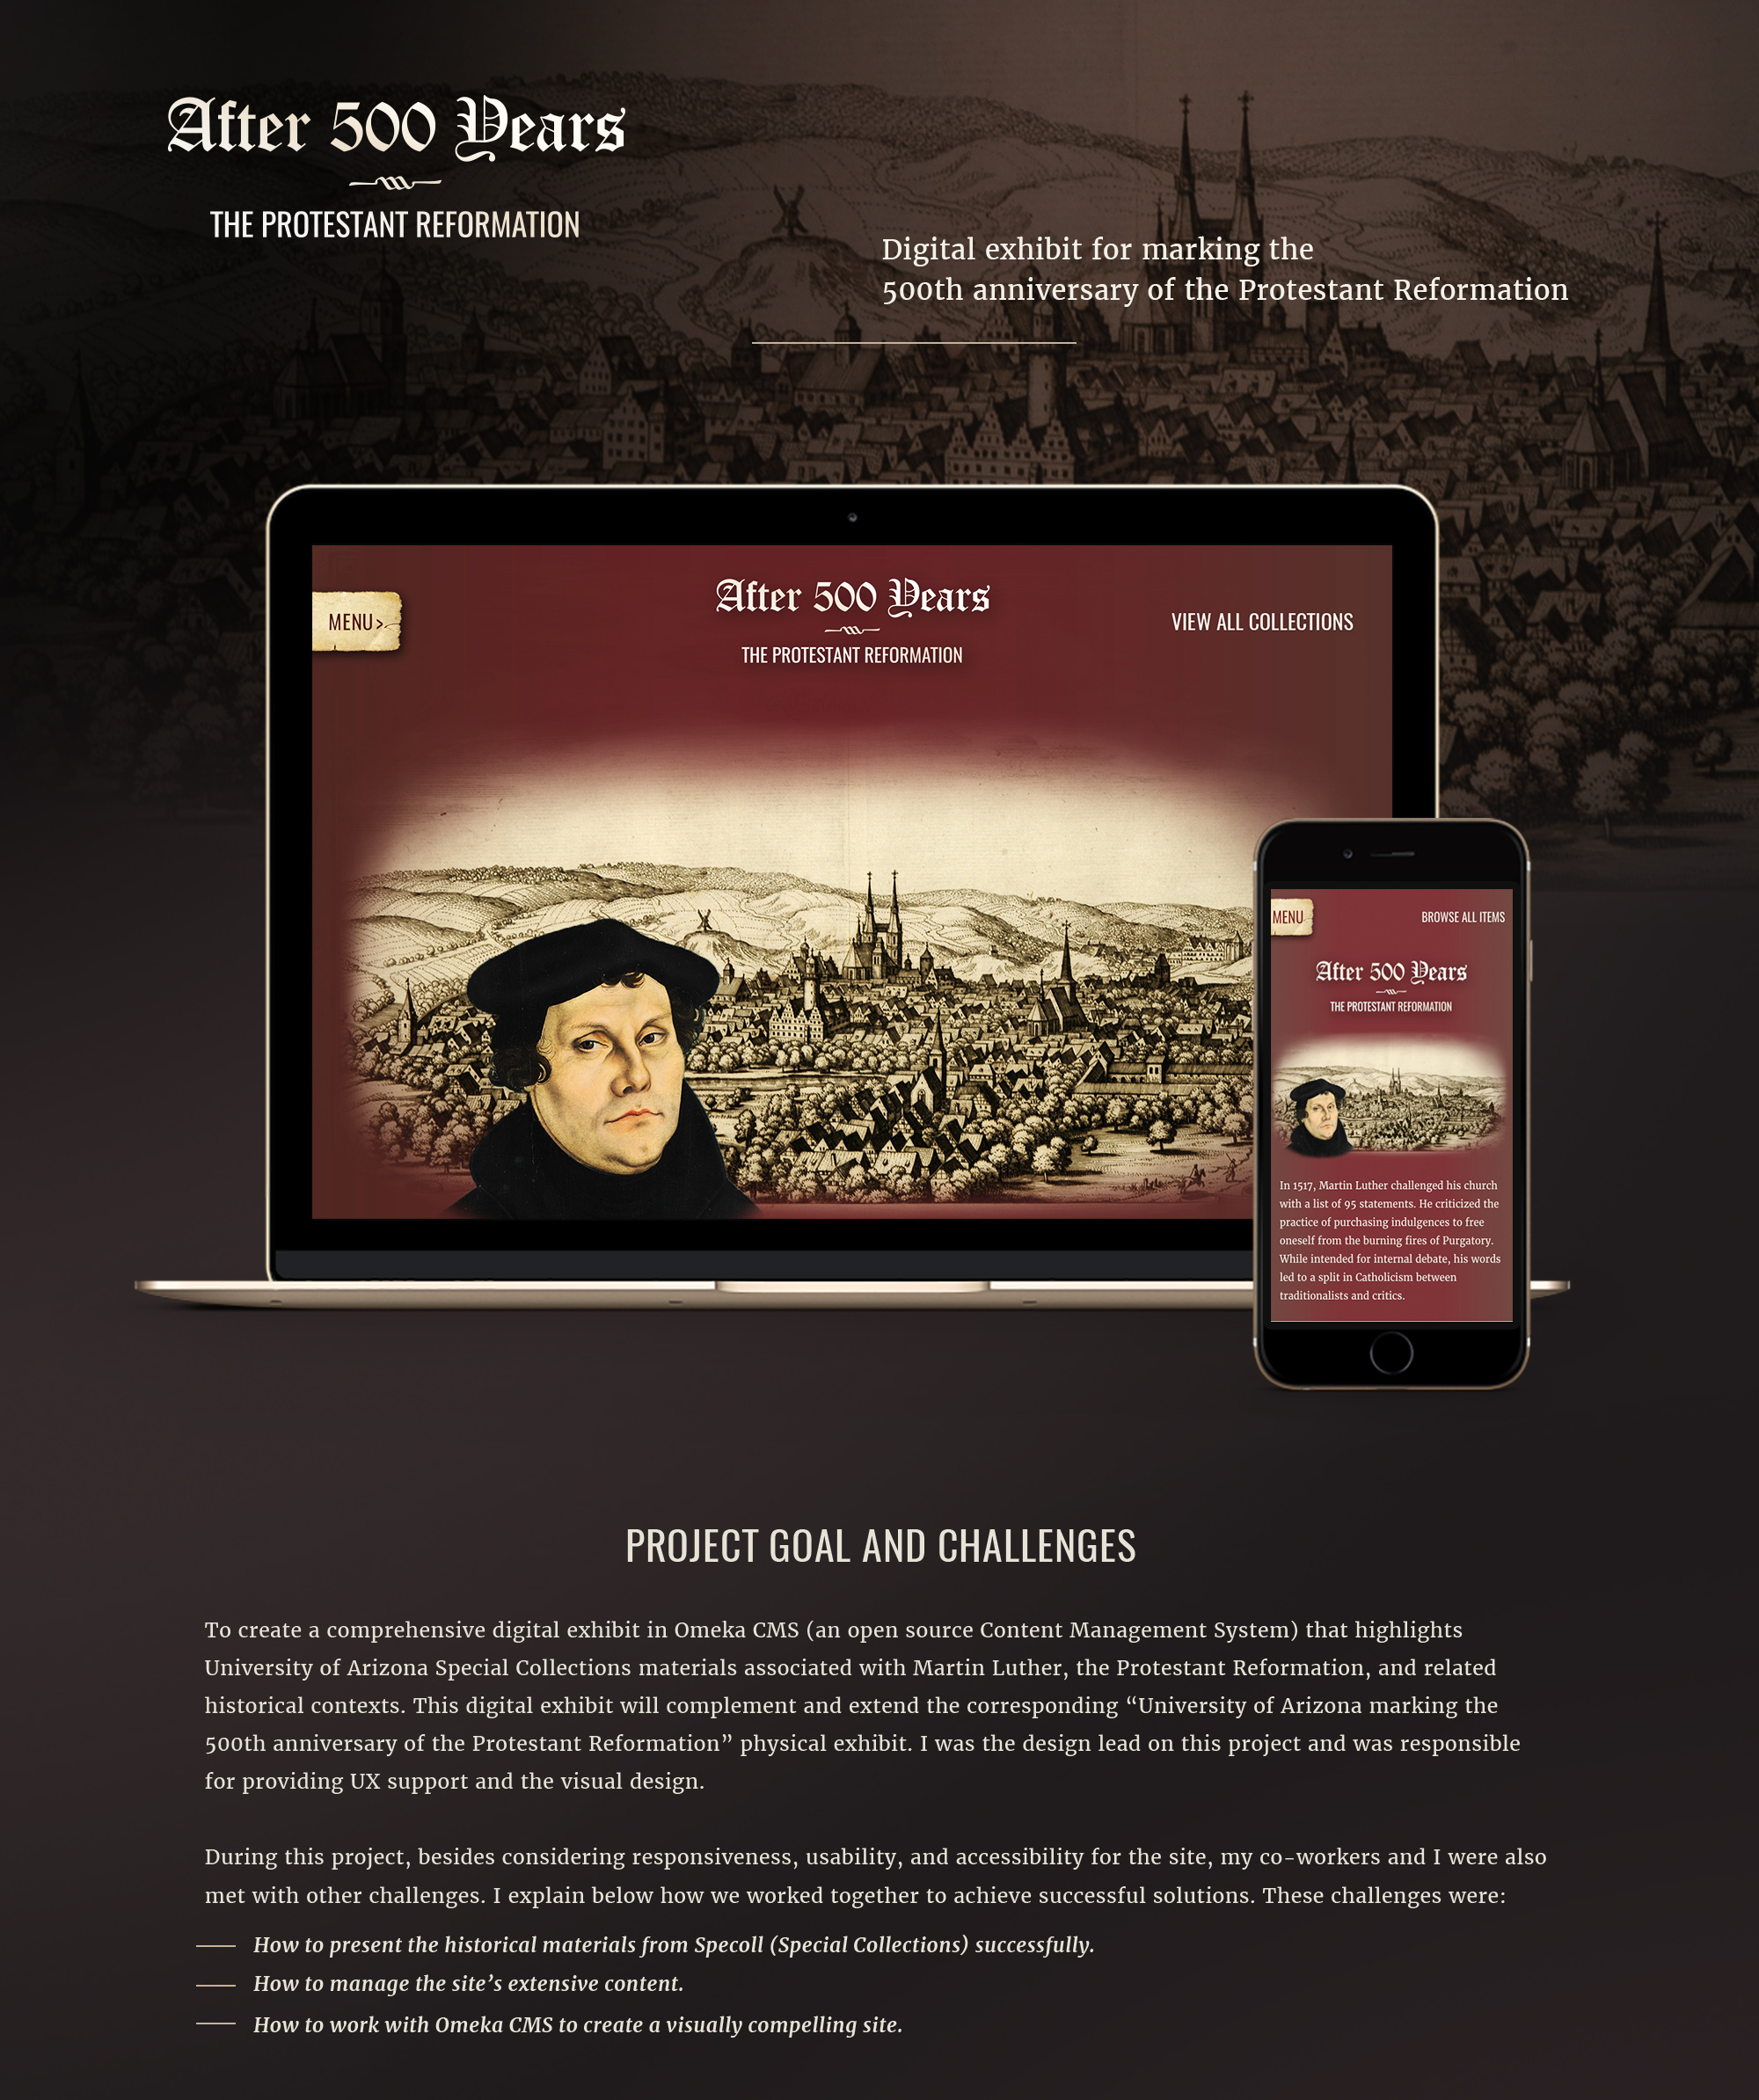 After 500 Years
THE PROTESTANT REFORMATION
Digital exhibit for marking the
500th anniversary of the Protestant Reformation
MENU >
After 500 Years
THE PROTESTANT REFORMATION
VIEW ALL COLLECTIONS
MENU
BROWSE ALL ITEMS
After 500 Years
THE PROTESTANT REFORMATION
In 1517, Martin Luther challenged his church
with a list of 95 statements. He criticized the
practice of purchasing indulgences to free
oneself from the burning fires of Purgatory.
While intended for internal debate, his words
led to a split in Catholicism between
traditionalists and critics.
PROJECT GOAL AND CHALLENGES
To create a comprehensive digital exhibit in Omeka CMS (an open source Content Management System) that highlights
University of Arizona Special Collections materials associated with Martin Luther, the Protestant Reformation, and related
historical contexts. This digital exhibit will complement and extend the corresponding “University of Arizona marking the
500th anniversary of the Protestant Reformation” physical exhibit. I was the design lead on this project and was responsible
for providing UX support and the visual design.
During this project, besides considering responsiveness, usability, and accessibility for the site, my co-workers and I were also
met with other challenges. I explain below how we worked together to achieve successful solutions. These challenges were:
How to present the historical materials from Specoll (Special Collections) successfully.
How to manage the site’s extensive content.
How to work with Omeka CMS to create a visually compelling site.